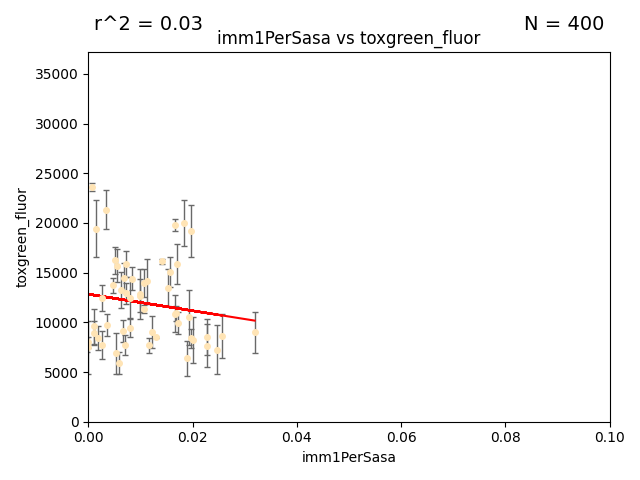 r^2 = 0.03
N = 400
imm1PerSasa vs toxgreen_fluor
35000
30000
25000
20000
15000
10000
5000
0
toxgreen_fluor
0.00
0.02
0.04
0.06
0.08
0.10
imm1PerSasa